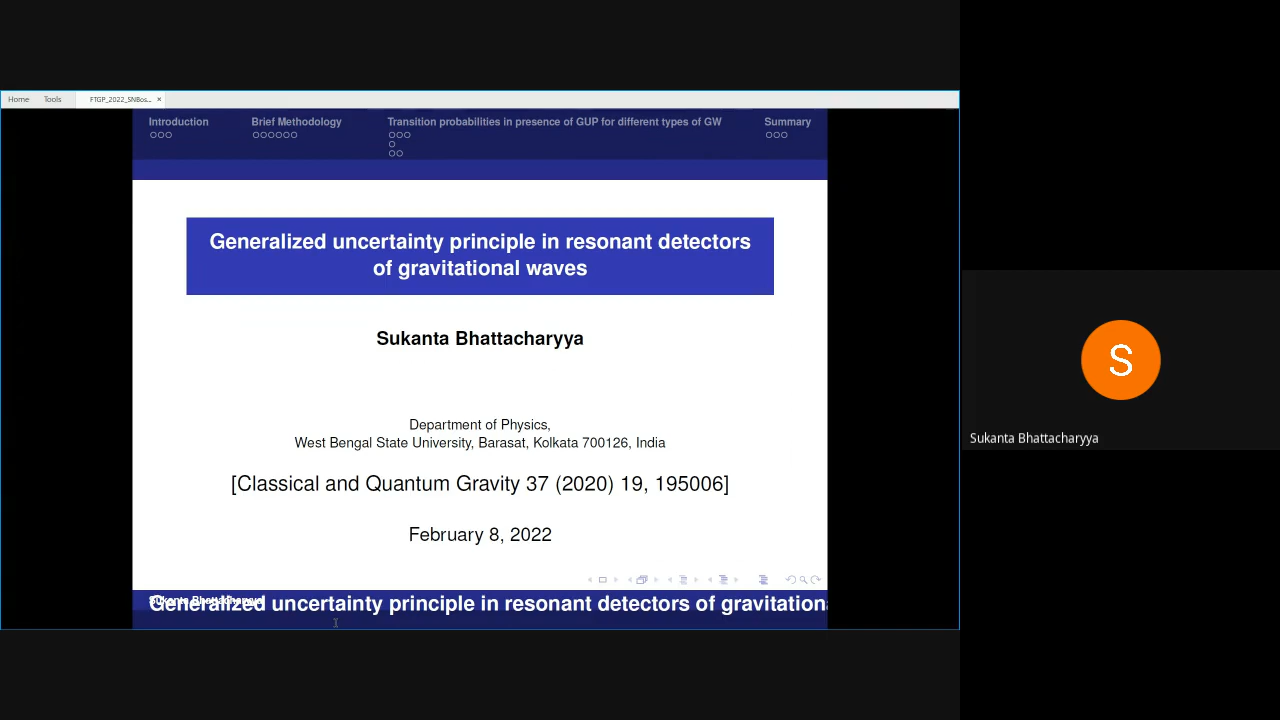 Home Tools FTGP_2022_SNBos... ×
Introduction Brief Methodology Transition probabilities in presence of GUP for different types of GW Summary
Generalized uncertainty principle in resonant detectors
of gravitational waves
Sukanta Bhattacharyya
Department of Physics,
West Bengal State University, Barasat, Kolkata 700126, India
[Classical and Quantum Gravity 37 (2020) 19, 195006]
February 8, 2022
Sukanta Bhattacharyya
Generalized uncertainty principle in resonant detectors of gravitation
S
Sukanta Bhattacharyya